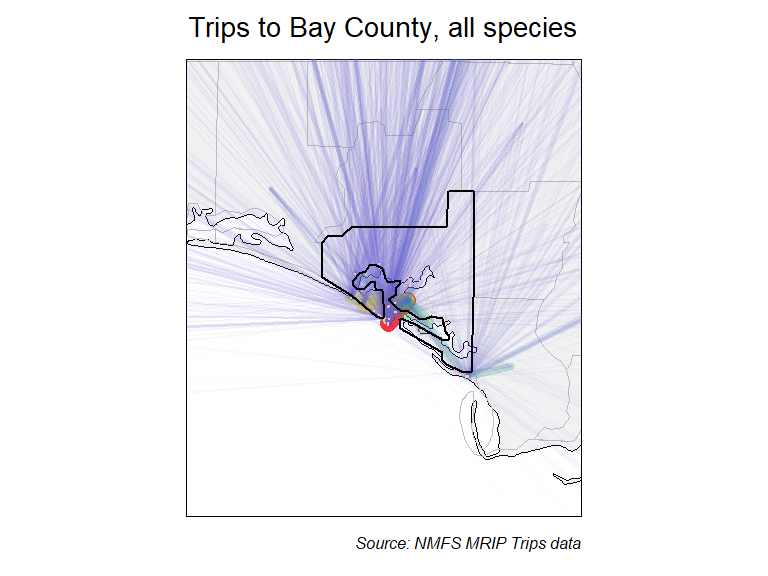 Trips to Bay County, all species
Source: NMFS MRIP Trips data